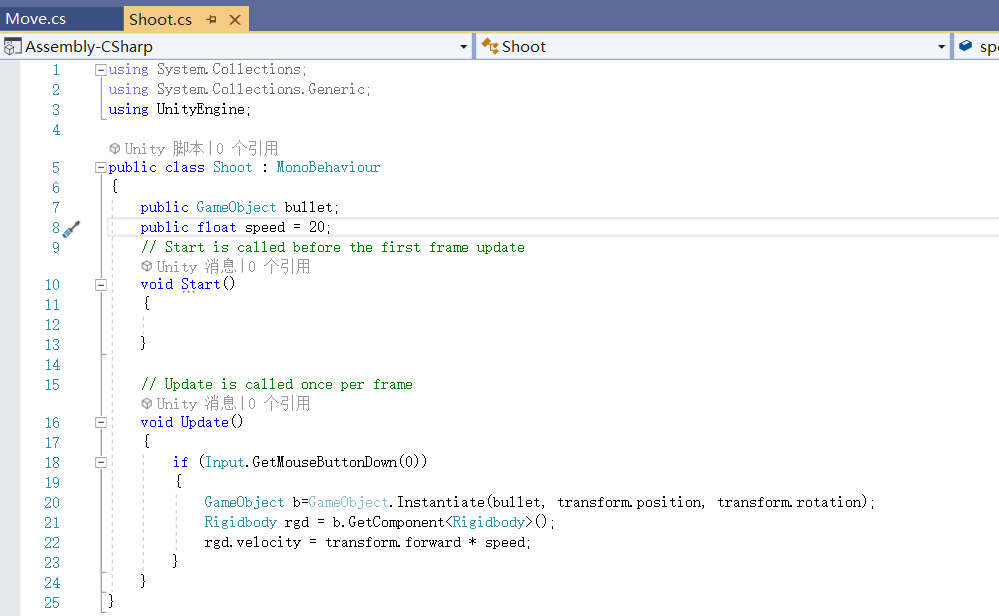 Move.cs Shoot.cs
Assembly-CSharp Shoot spe
1 using System.Collections;
2 using System.Collections.Generic;
3 using UnityEngine;
4
Unity 脚本|0 个引用
5 public class Shoot : MonoBehaviour
6 {
7 public GameObject bullet;
8 public float speed = 20;
9 // Start is called before the first frame update
Unity 消息|0 个引用
10 void Start()
11 {
12
13 }
14
15 // Update is called once per frame
Unity 消息|0 个引用
16 void Update()
17 {
18 if (Input.GetMouseButtonDown(0))
19 {
20 GameObject b=GameObject.Instantiate(bullet, transform.position, transform.rotation);
21 Rigidbody rgd = b.GetComponent<Rigidbody>();
22 rgd.velocity = transform.forward * speed;
23 }
24 }
25 }